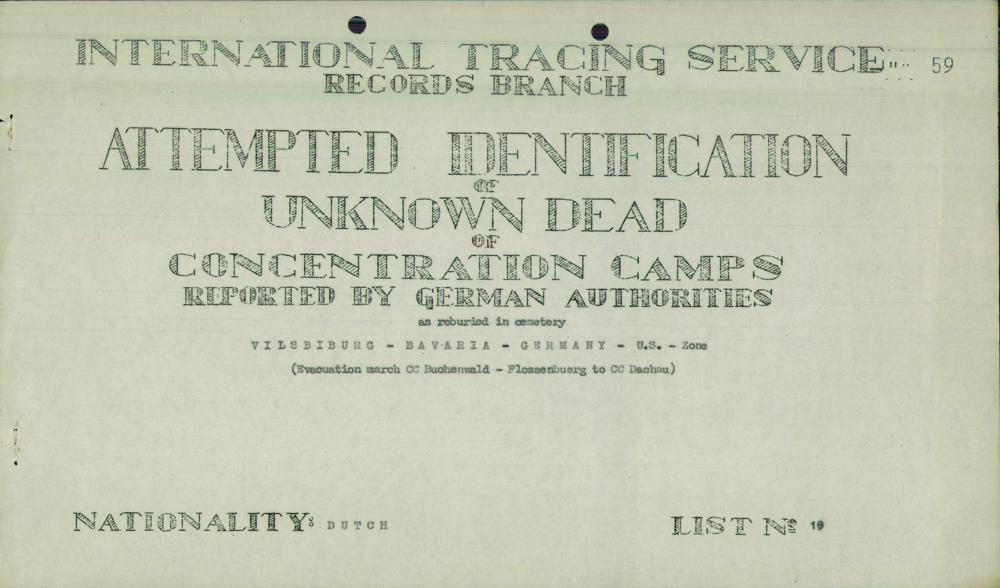 INTERNATIONAL TRACING SERVICE 59
RECORDS BRANCH
ATTEMPTED IDENTIFICATION
OF
UNKNOWN DEAD
OF
CONCENTRATION CAMPS
REPORTED BY GERMAN AUTHORITIES
as reburied in cemetery
VILSBIBURG - BAVARIA - GERMANY - U.S. - Zone
(Evacuation march CC Buchenwald - Flossenbuerg to CC Dachau)
NATIONALITY: DUTCH LIST Nº 19